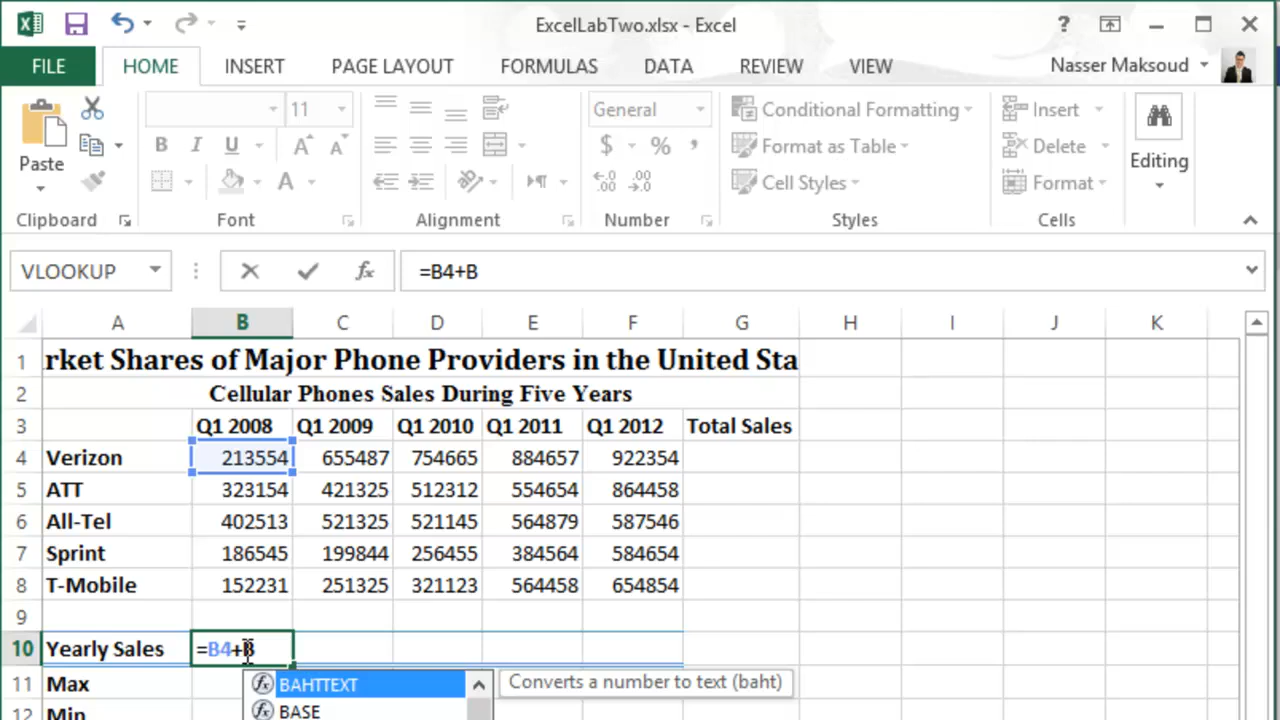 ExcelLabTwo.xlsx - Excel
?
FILE HOME INSERT PAGE LAYOUT FORMULAS DATA REVIEW VIEW Nasser Maksoud
Paste
11
B I U A A
A
General
$ % ,
.00 .0
Conditional Formatting
Format as Table
Cell Styles
Insert
Delete
Format
Editing
Clipboard Font Alignment Number Styles Cells
VLOOKUP fx =B4+B
A B C D E F G H I J K
1 rket Shares of Major Phone Providers in the United Sta
2 Cellular Phones Sales During Five Years
3 Q1 2008 Q1 2009 Q1 2010 Q1 2011 Q1 2012 Total Sales
4 Verizon 213554 655487 754665 884657 922354
5 ATT 323154 421325 512312 554654 864458
6 All-Tel 402513 521325 521145 564879 587546
7 Sprint 186545 199844 256455 384564 584654
8 T-Mobile 152231 251325 321123 564458 654854
9
10 Yearly Sales =B4+B
11 Max fx BAHTTEXT Converts a number to text (baht)
12 Min fx BASE